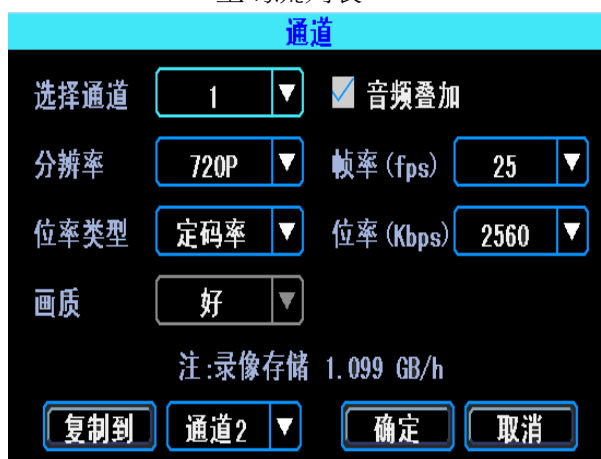 通道
选择通道 1 音频叠加
分辨率 720P 帧率(fps) 25
位率类型 定码率 位率(Kbps) 2560
画质 好
注:录像存储 1.099 GB/h
复制到 通道2 确定 取消